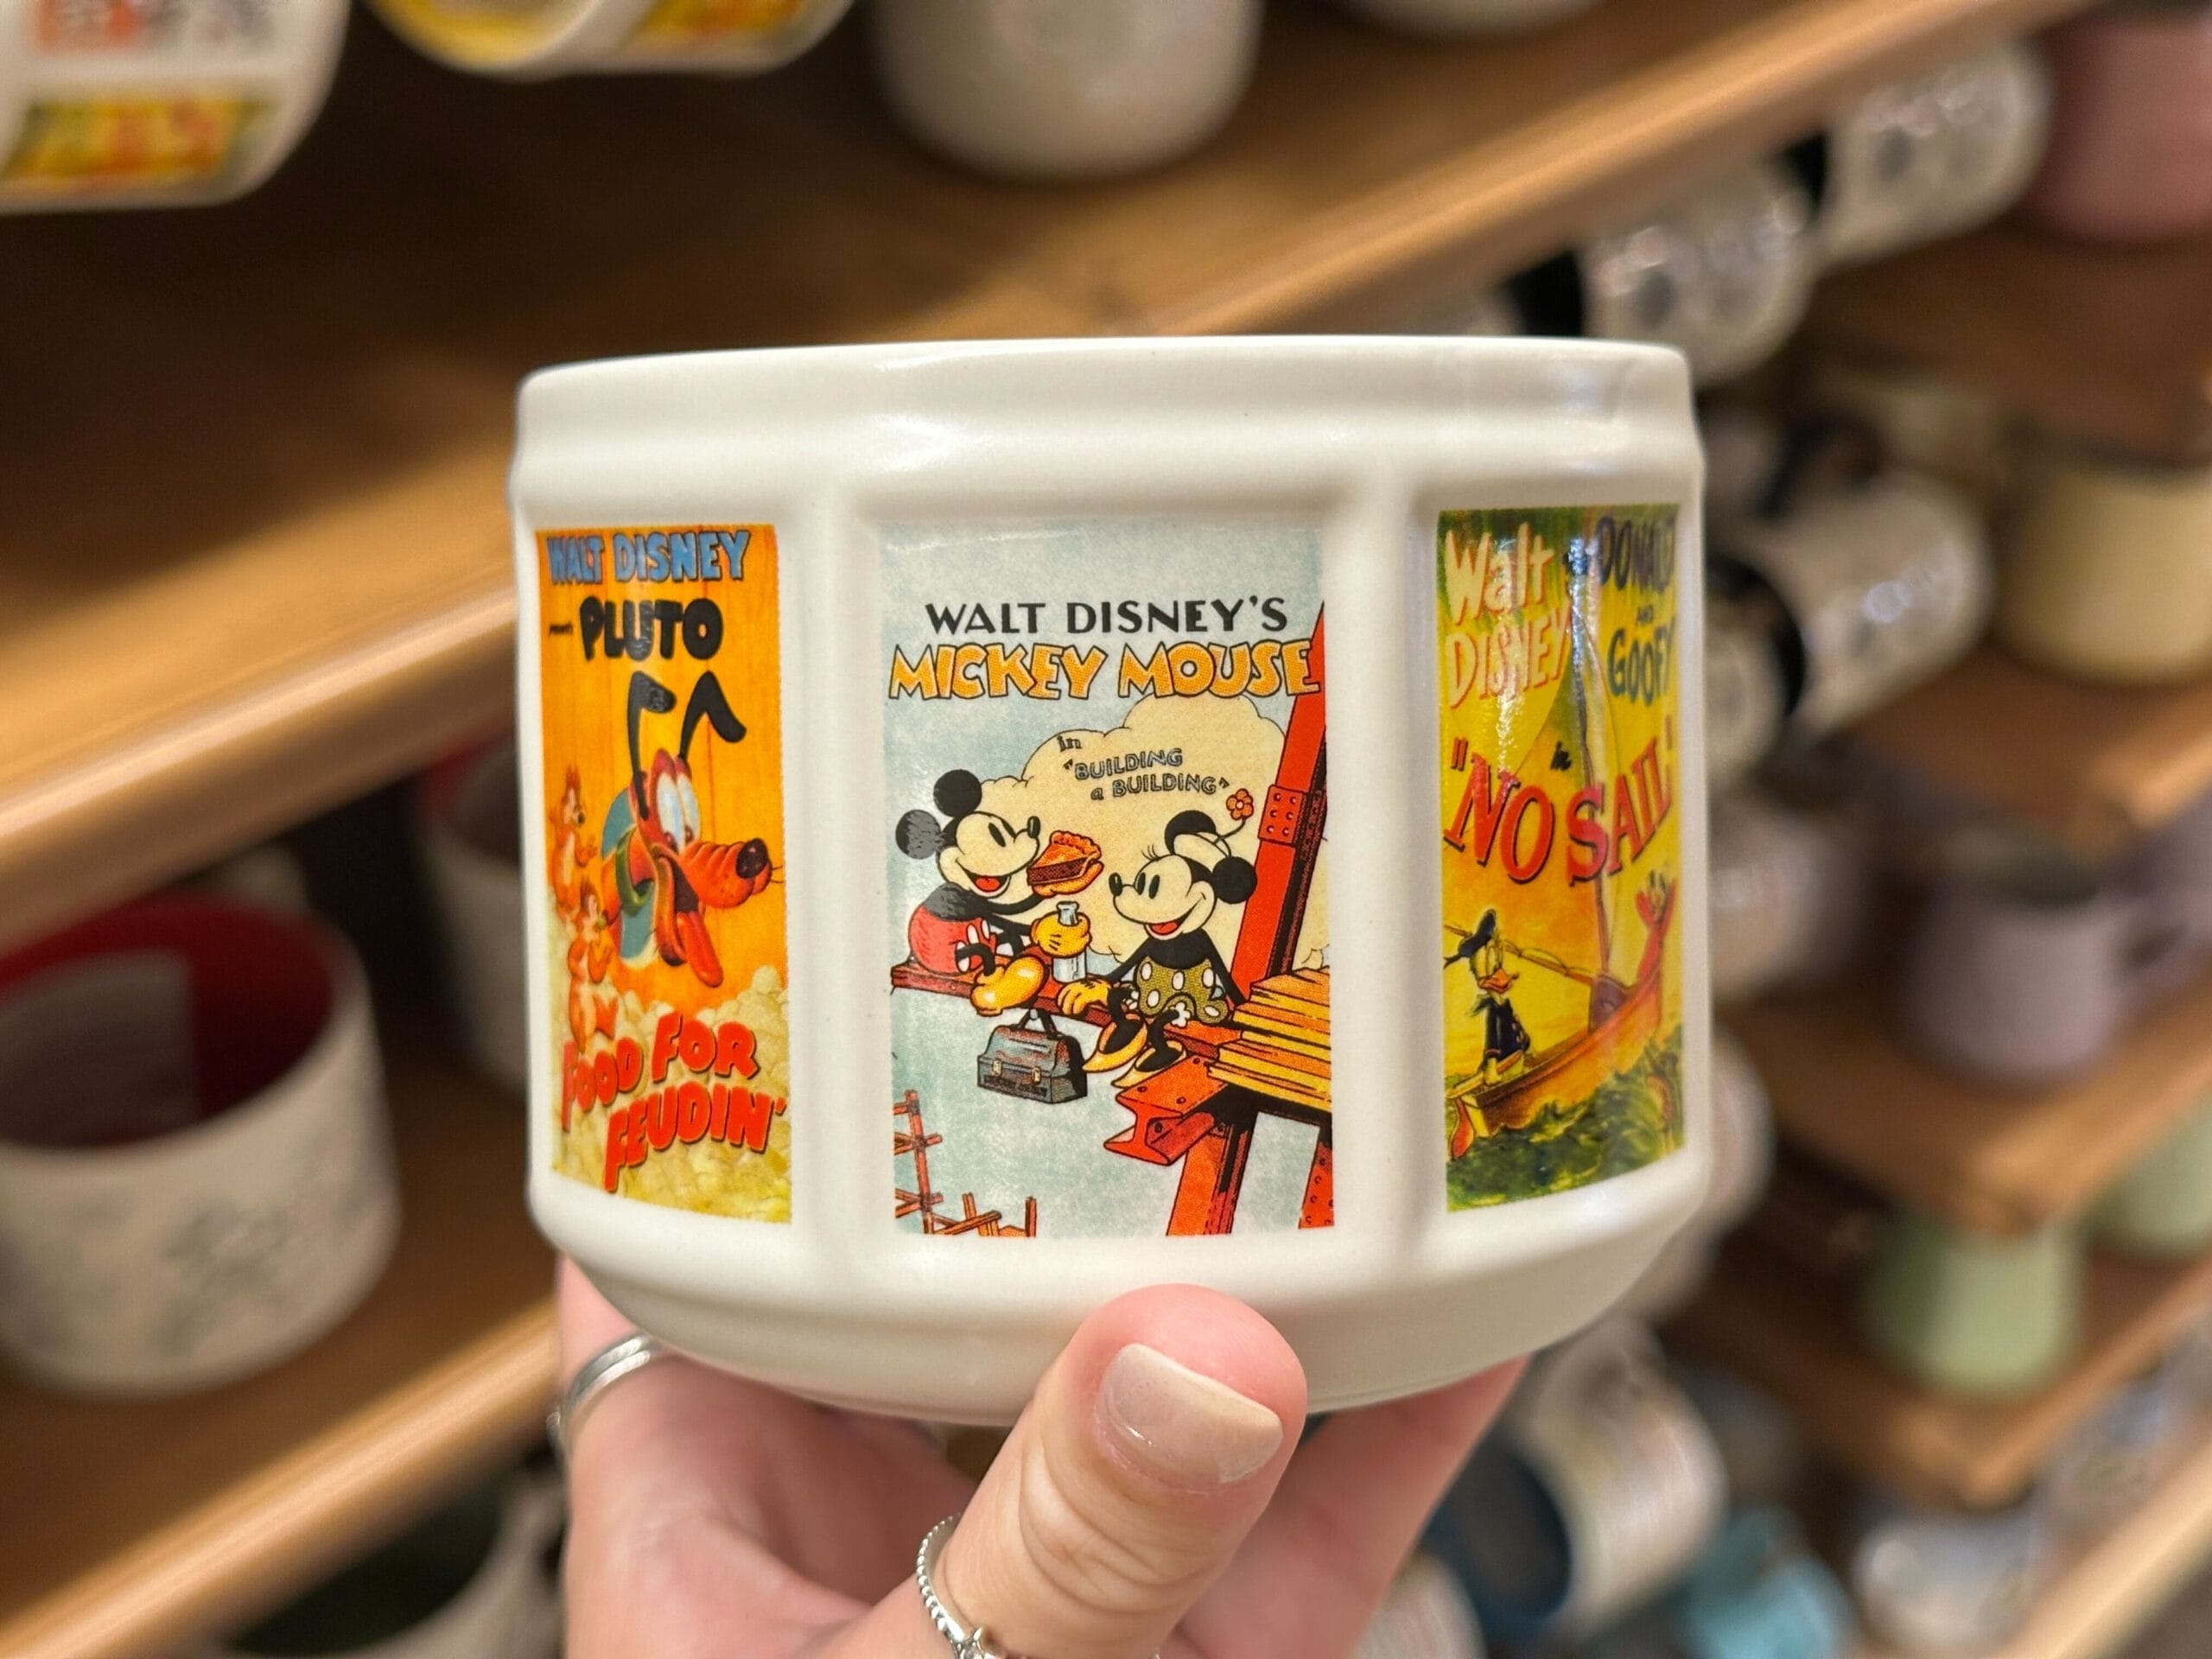 WALT DISNEY
presents PLUTO
FOOD FOR
FEUDIN'
WALT DISNEY'S
MICKEY MOUSE
in
"BUILDING
a BUILDING"
Walt
DISNEY
DONALD
AND
GOOFY
in
"NO SAIL"